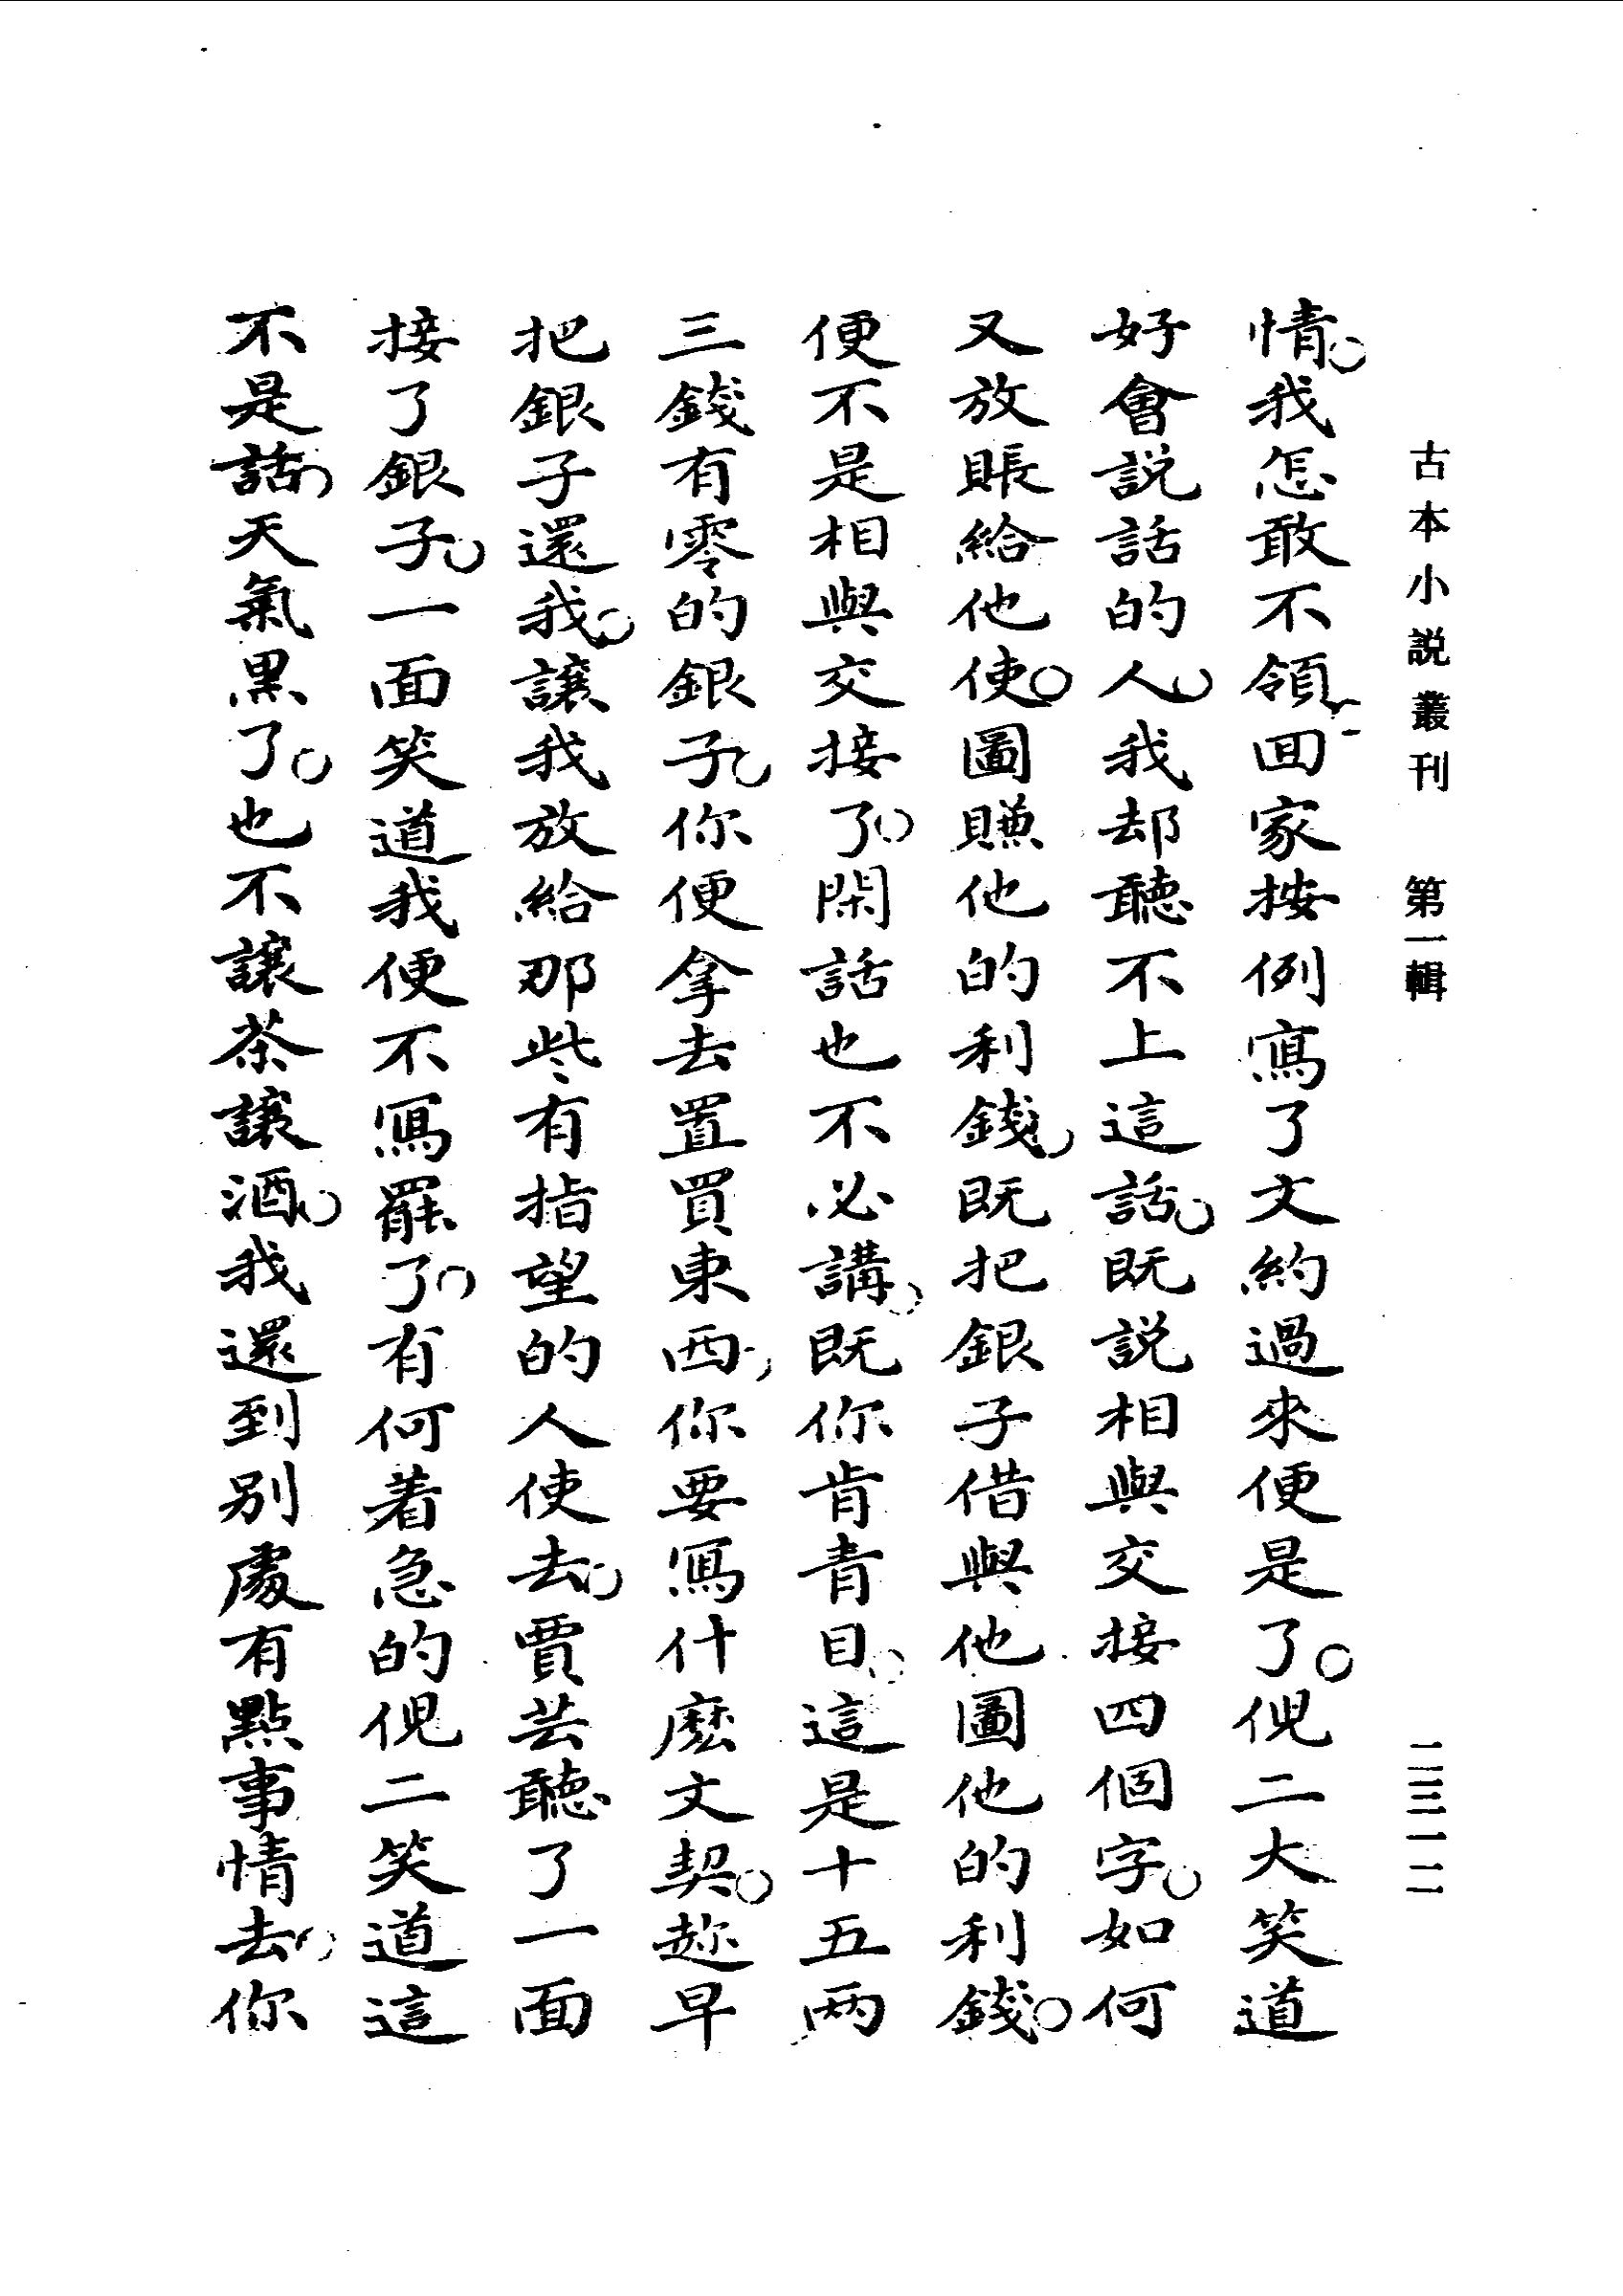 古本小説叢刊　第一輯
二三一二
情我怎敢不領回家按例寫了文約過來便是了倪二大笑道
好會説話的人我却聽不上這話既説相與交接四個字如何
又放賬給他使圖賺他的利錢既把銀子借與他圖他的利錢
便不是相與交接了閑話也不必講既你肯青目這是十五两
三錢有零的銀子你便拿去置買東西你要寫什麽文契趂早
把銀子還我讓我放給那些有指望的人使去賈芸聽了一面
接了銀子一面笑道我便不寫罷了有何着急的倪二笑道這
不是話天氣黒了也不讓茶讓酒我還到别處有點事情去你